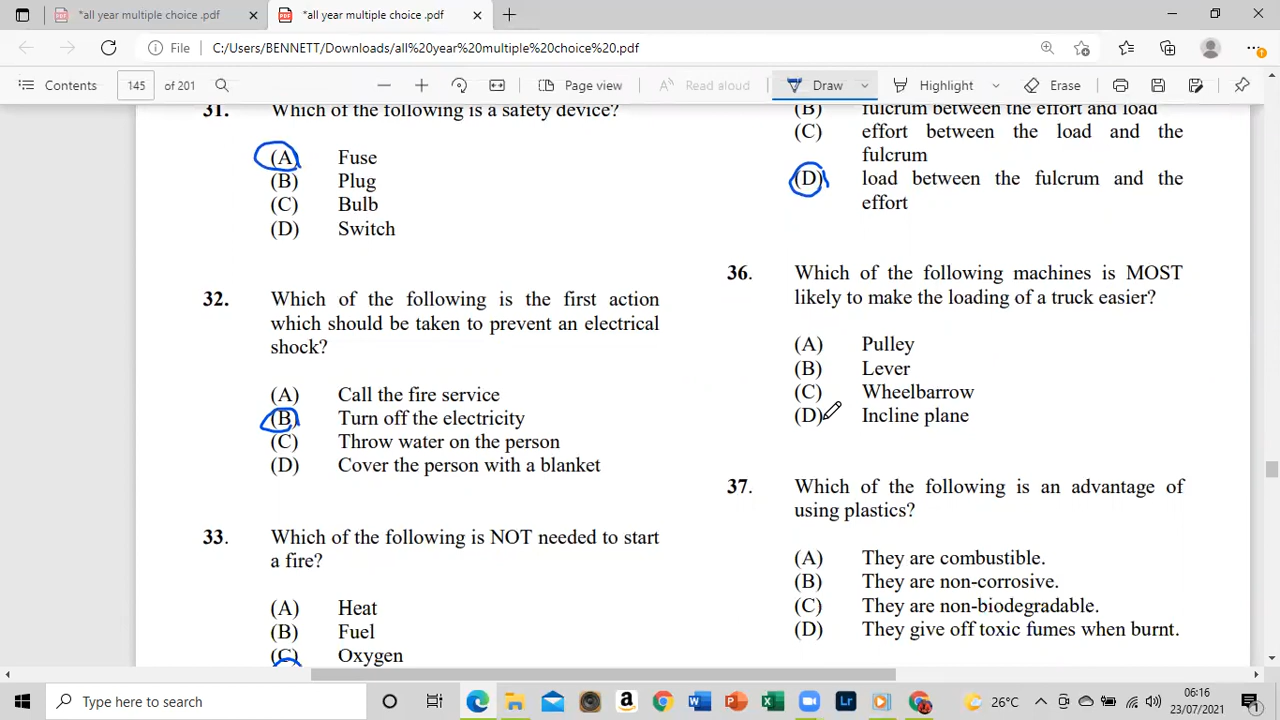 *all year multiple choice .pdf
*all year multiple choice .pdf
File
C:/Users/BENNETT/Downloads/all%20year%20multiple%20choice%20.pdf
Contents
145
of 201
Page view
Read aloud
Draw
Highlight
Erase
31. Which of the following is a safety device?
(A) Fuse
(B) Plug
(C) Bulb
(D) Switch
32. Which of the following is the first action
which should be taken to prevent an electrical
shock?
(A) Call the fire service
(B) Turn off the electricity
(C) Throw water on the person
(D) Cover the person with a blanket
33. Which of the following is NOT needed to start
a fire?
(A) Heat
(B) Fuel
(C) Oxygen
(B) fulcrum between the effort and load
(C) effort between the load and the
fulcrum
(D) load between the fulcrum and the
effort
36. Which of the following machines is MOST
likely to make the loading of a truck easier?
(A) Pulley
(B) Lever
(C) Wheelbarrow
(D) Incline plane
37. Which of the following is an advantage of
using plastics?
(A) They are combustible.
(B) They are non-corrosive.
(C) They are non-biodegradable.
(D) They give off toxic fumes when burnt.
Type here to search
26°C
06:16
23/07/2021